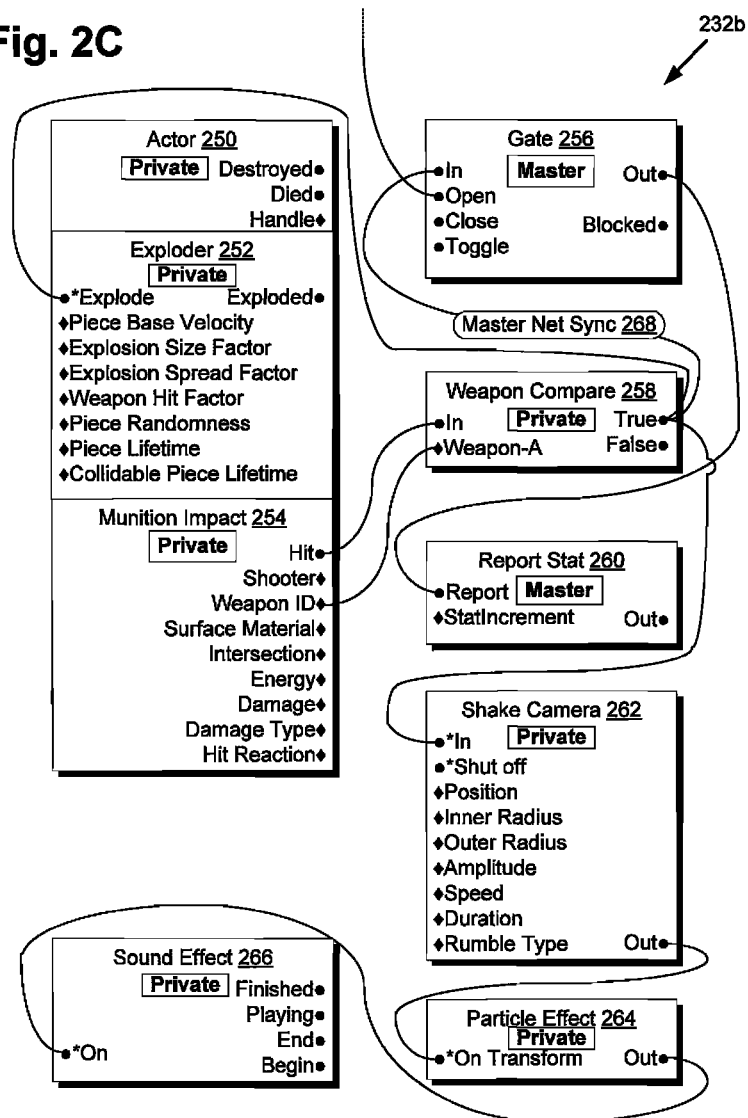 Fig. 2C
232b
Actor 250
Private Destroyed
Died
Handle
Exploder 252
Private
*Explode Exploded
Piece Base Velocity
Explosion Size Factor
Explosion Spread Factor
Weapon Hit Factor
Piece Randomness
Piece Lifetime
Collidable Piece Lifetime
Munition Impact 254
Private
Hit
Shooter
Weapon ID
Surface Material
Intersection
Energy
Damage
Damage Type
Hit Reaction
Gate 256
In Master Out
Open
Close Blocked
Toggle
Master Net Sync 268
Weapon Compare 258
In Private True
Weapon-A False
Report Stat 260
Report Master
StatIncrement Out
Shake Camera 262
*In Private
*Shut off
Position
Inner Radius
Outer Radius
Amplitude
Speed
Duration
Rumble Type Out
Sound Effect 266
Private Finished
Playing
End
*On
Begin
Particle Effect 264
Private
*On Transform Out